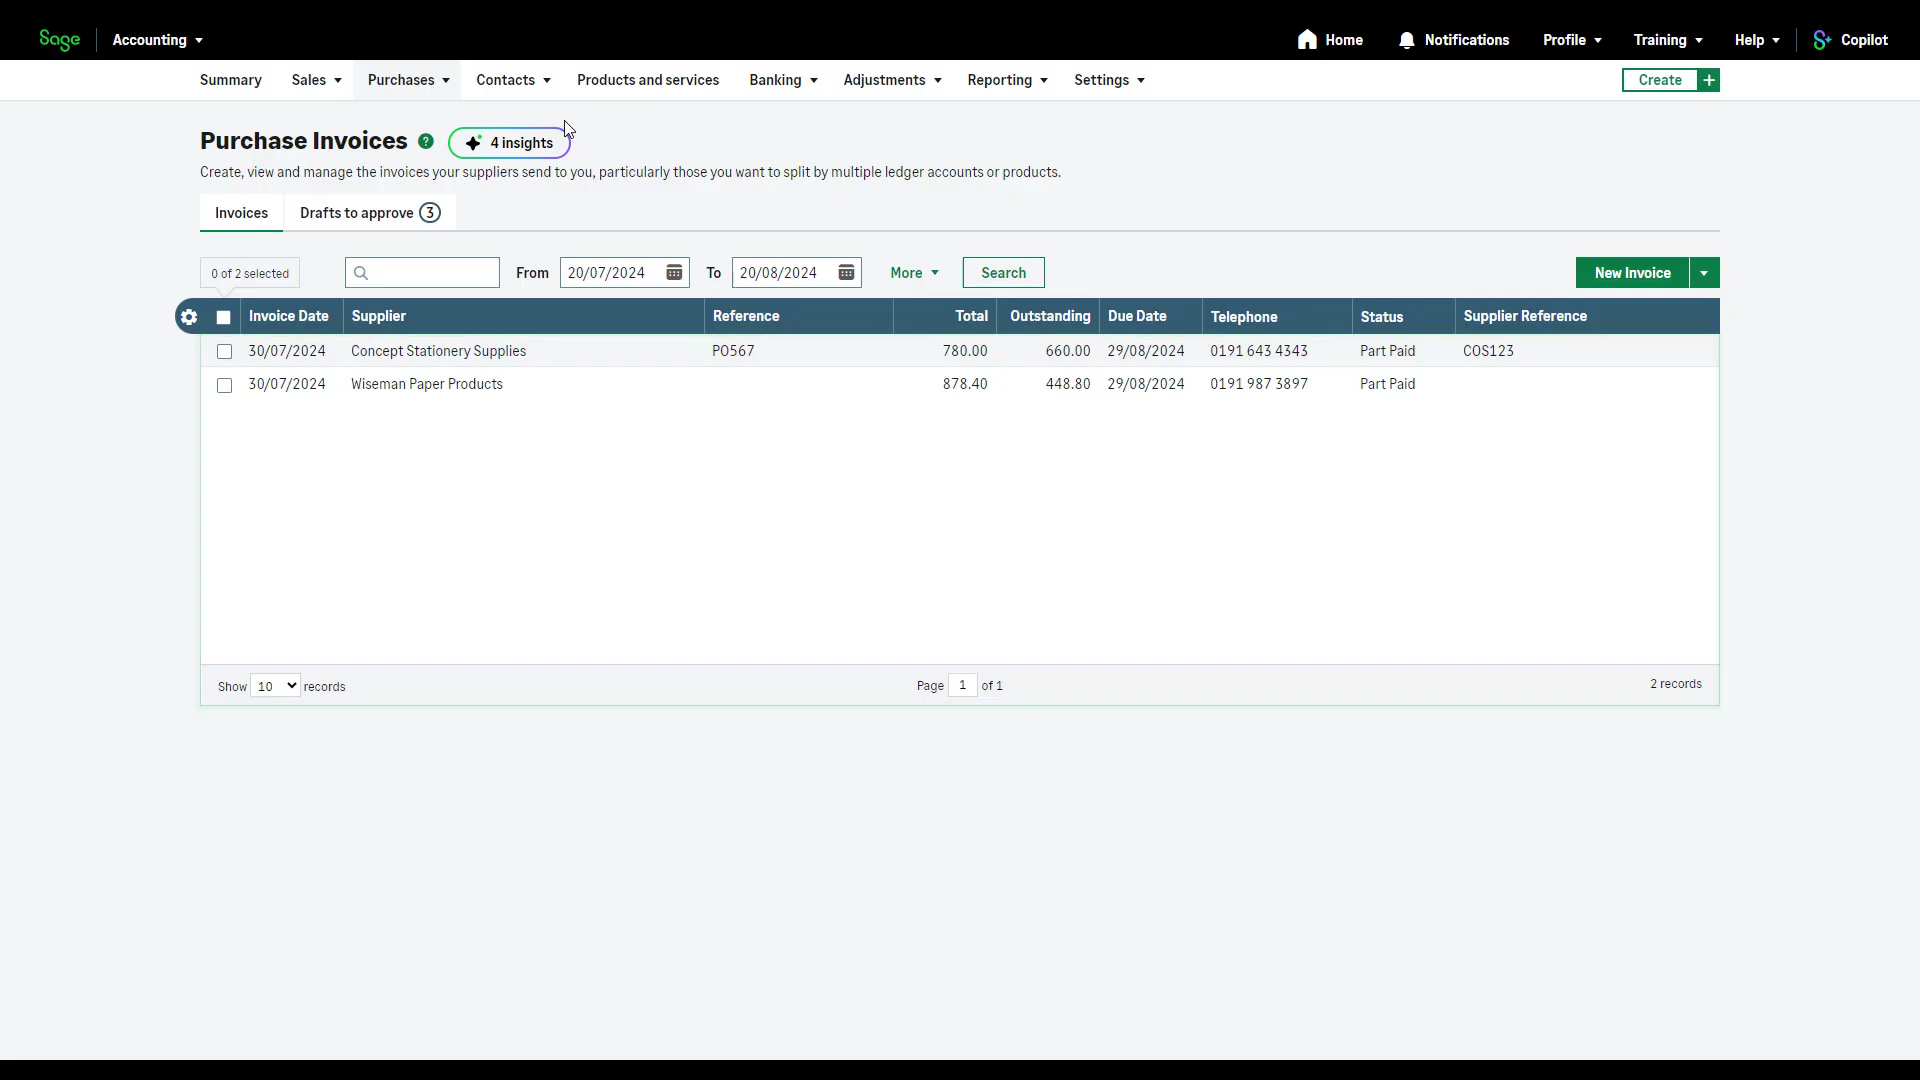 Sage Accounting Home Notifications Profile Training Help Copilot
Summary Sales Purchases Contacts Products and services Banking Adjustments Reporting Settings Create +
Purchase Invoices ? 4 insights
Create, view and manage the invoices your suppliers send to you, particularly those you want to split by multiple ledger accounts or products.
Invoices Drafts to approve 3
0 of 2 selected From 20/07/2024 To 20/08/2024 More Search New Invoice
Invoice Date Supplier Reference Total Outstanding Due Date Telephone Status Supplier Reference
30/07/2024 Concept Stationery Supplies PO567 780.00 660.00 29/08/2024 0191 643 4343 Part Paid COS123
30/07/2024 Wiseman Paper Products 878.40 448.80 29/08/2024 0191 987 3897 Part Paid
Show 10 records Page 1 of 1 2 records